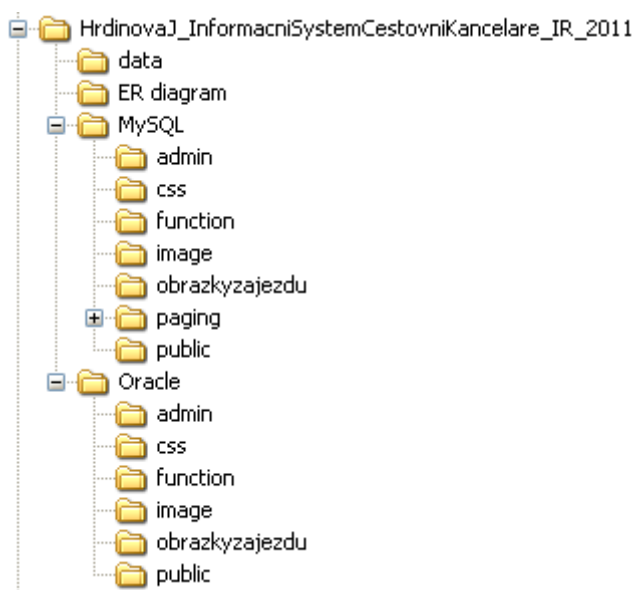 HrdinovaJ_InformacniSystemCestovniKancelare_IR_2011
data
ER diagram
MySQL
admin
css
function
image
obrazkyzajezdu
paging
public
Oracle
admin
css
function
image
obrazkyzajezdu
public